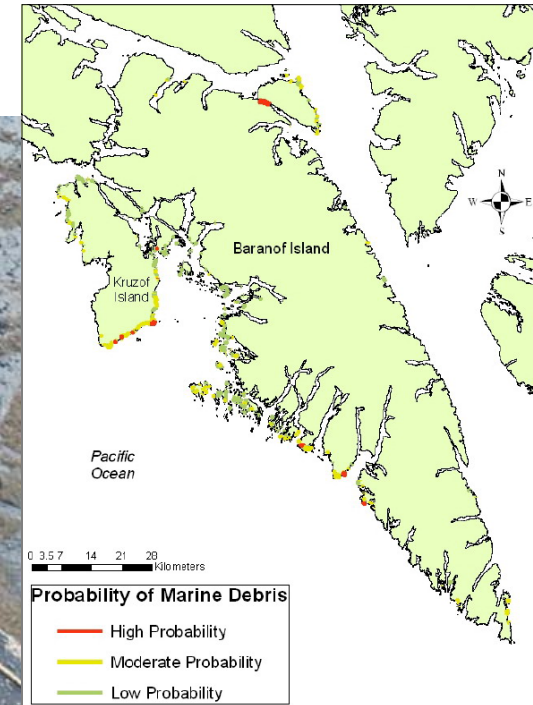 N
W E
S
Baranof Island
Kruzof
Island
Pacific
Ocean
0 3.5 7 14 21 28
Kilometers
Probability of Marine Debris
High Probability
Moderate Probability
Low Probability